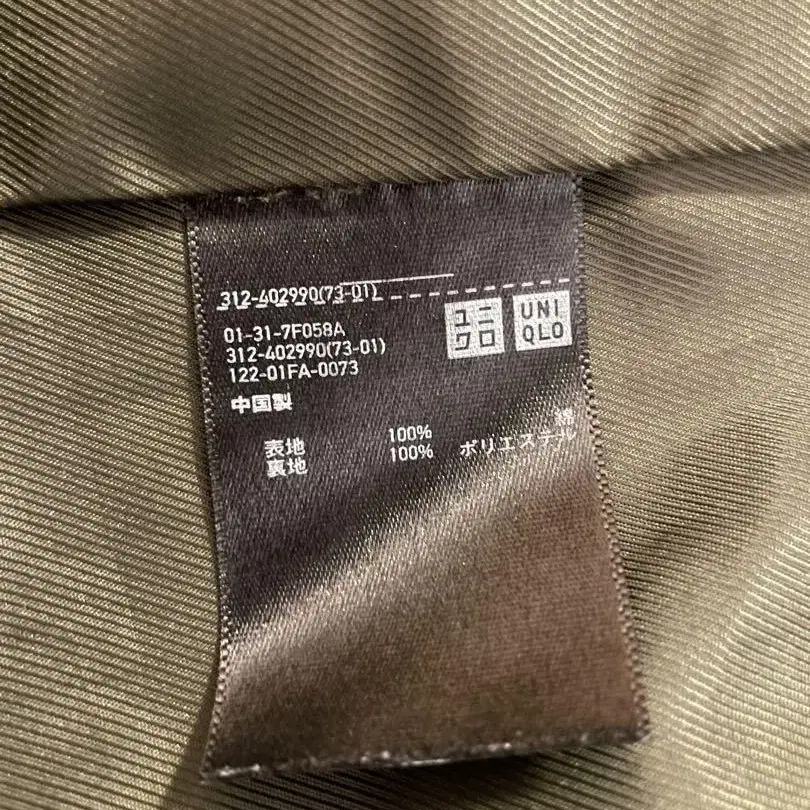 312-402990(73-01)
ユニクロ
UNIQLO
01-31-7F058A
312-402990(73-01)
122-01FA-0073
中国製
表地 100% 綿
裏地 100% ポリエステル